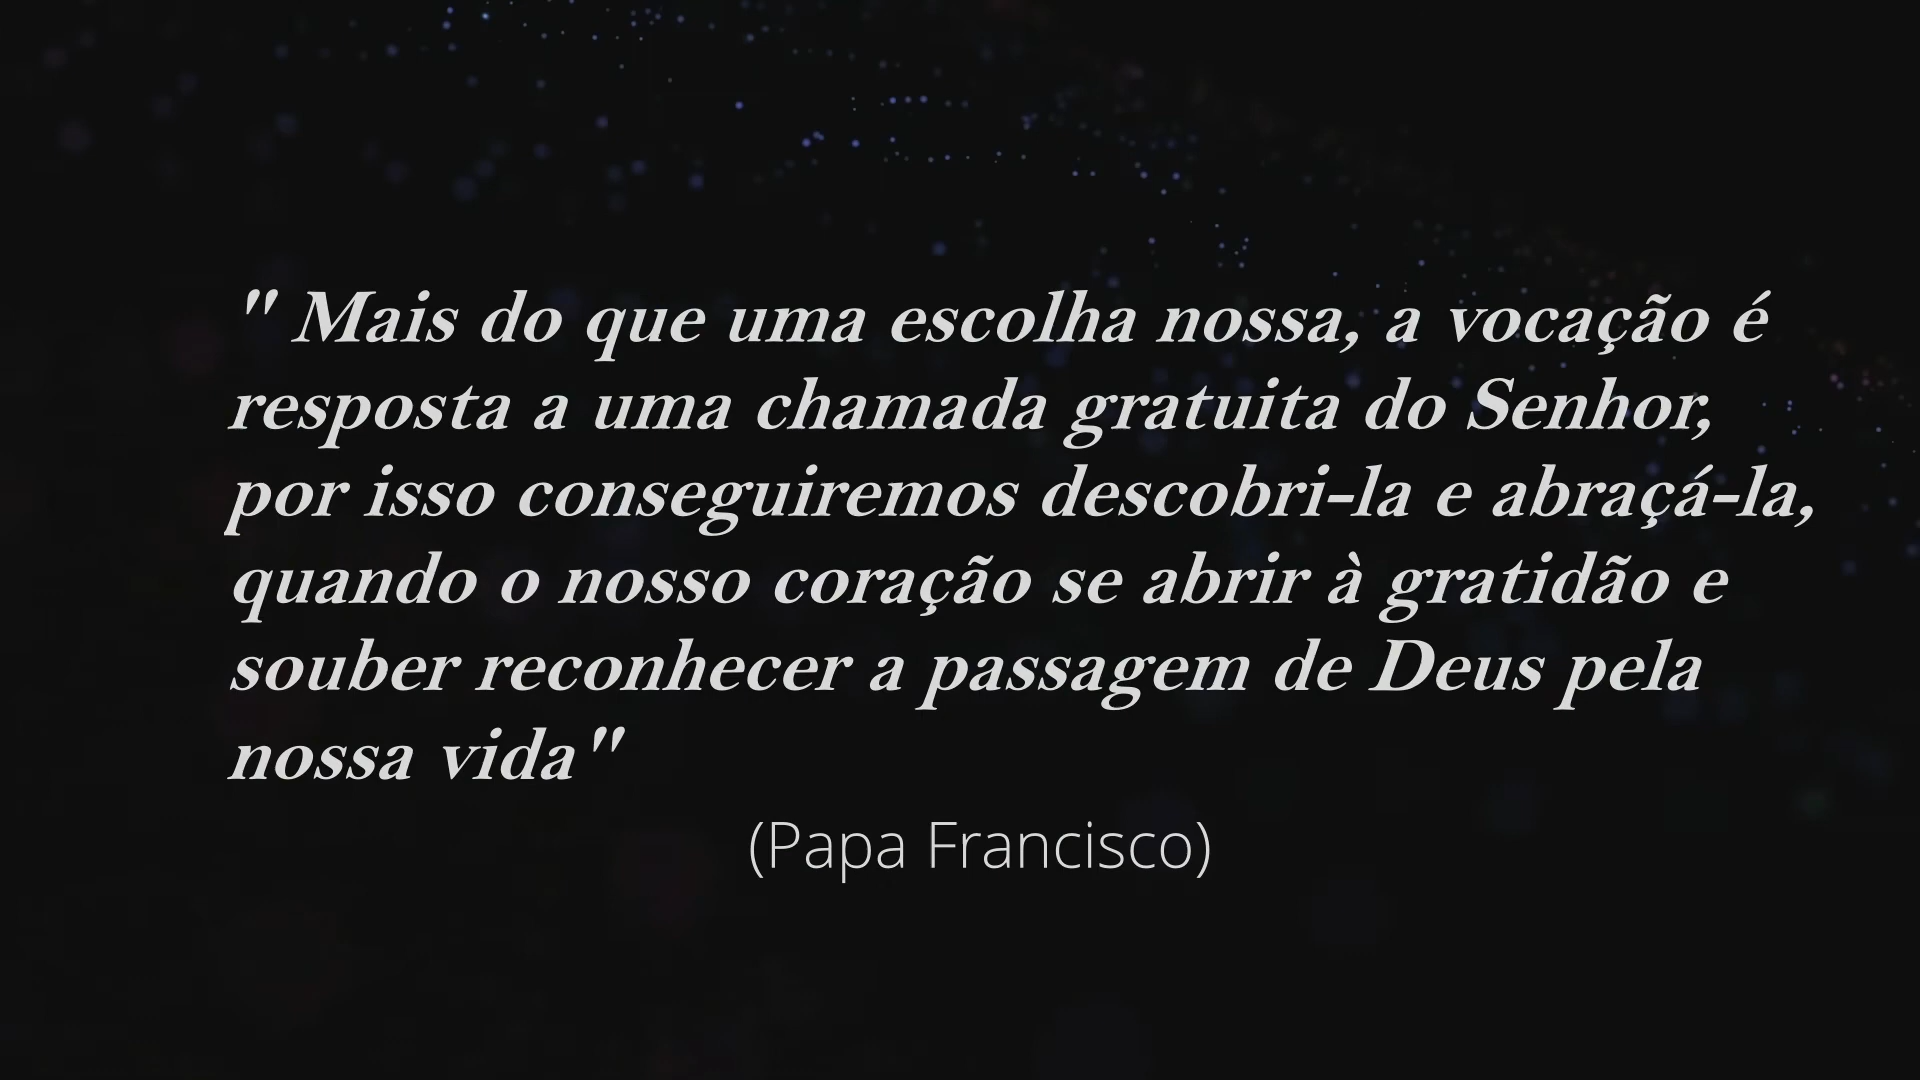 " Mais do que uma escolha nossa, a vocação é
resposta a uma chamada gratuita do Senhor,
por isso conseguiremos descobri-la e abraçá-la,
quando o nosso coração se abrir à gratidão e
souber reconhecer a passagem de Deus pela
nossa vida"
(Papa Francisco)